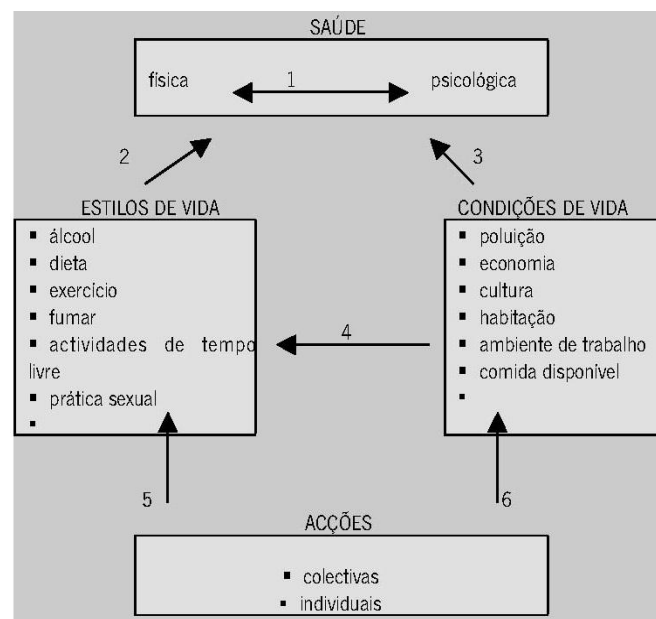 SAÚDE
física 1 psicológica
2 3
ESTILOS DE VIDA CONDIÇÕES DE VIDA
▪ álcool
▪ dieta
▪ exercício
▪ fumar
▪ actividades de tempo
livre
▪ prática sexual
▪
▪ poluição
▪ economia
▪ cultura
▪ habitação
▪ ambiente de trabalho
▪ comida disponível
▪
4
5 6
ACÇÕES
▪ colectivas
▪ individuais